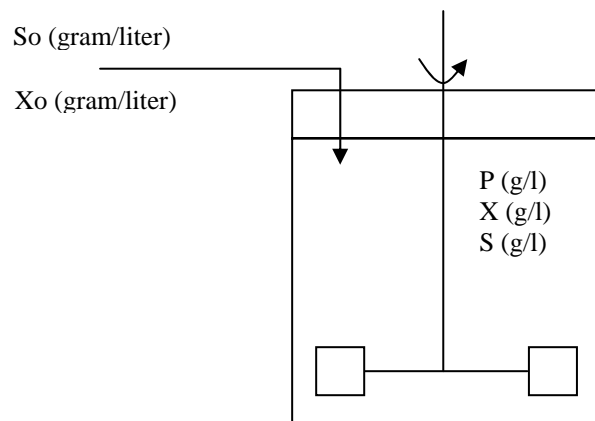 So (gram/liter)
Xo (gram/liter)
P (g/l)
X (g/l)
S (g/l)